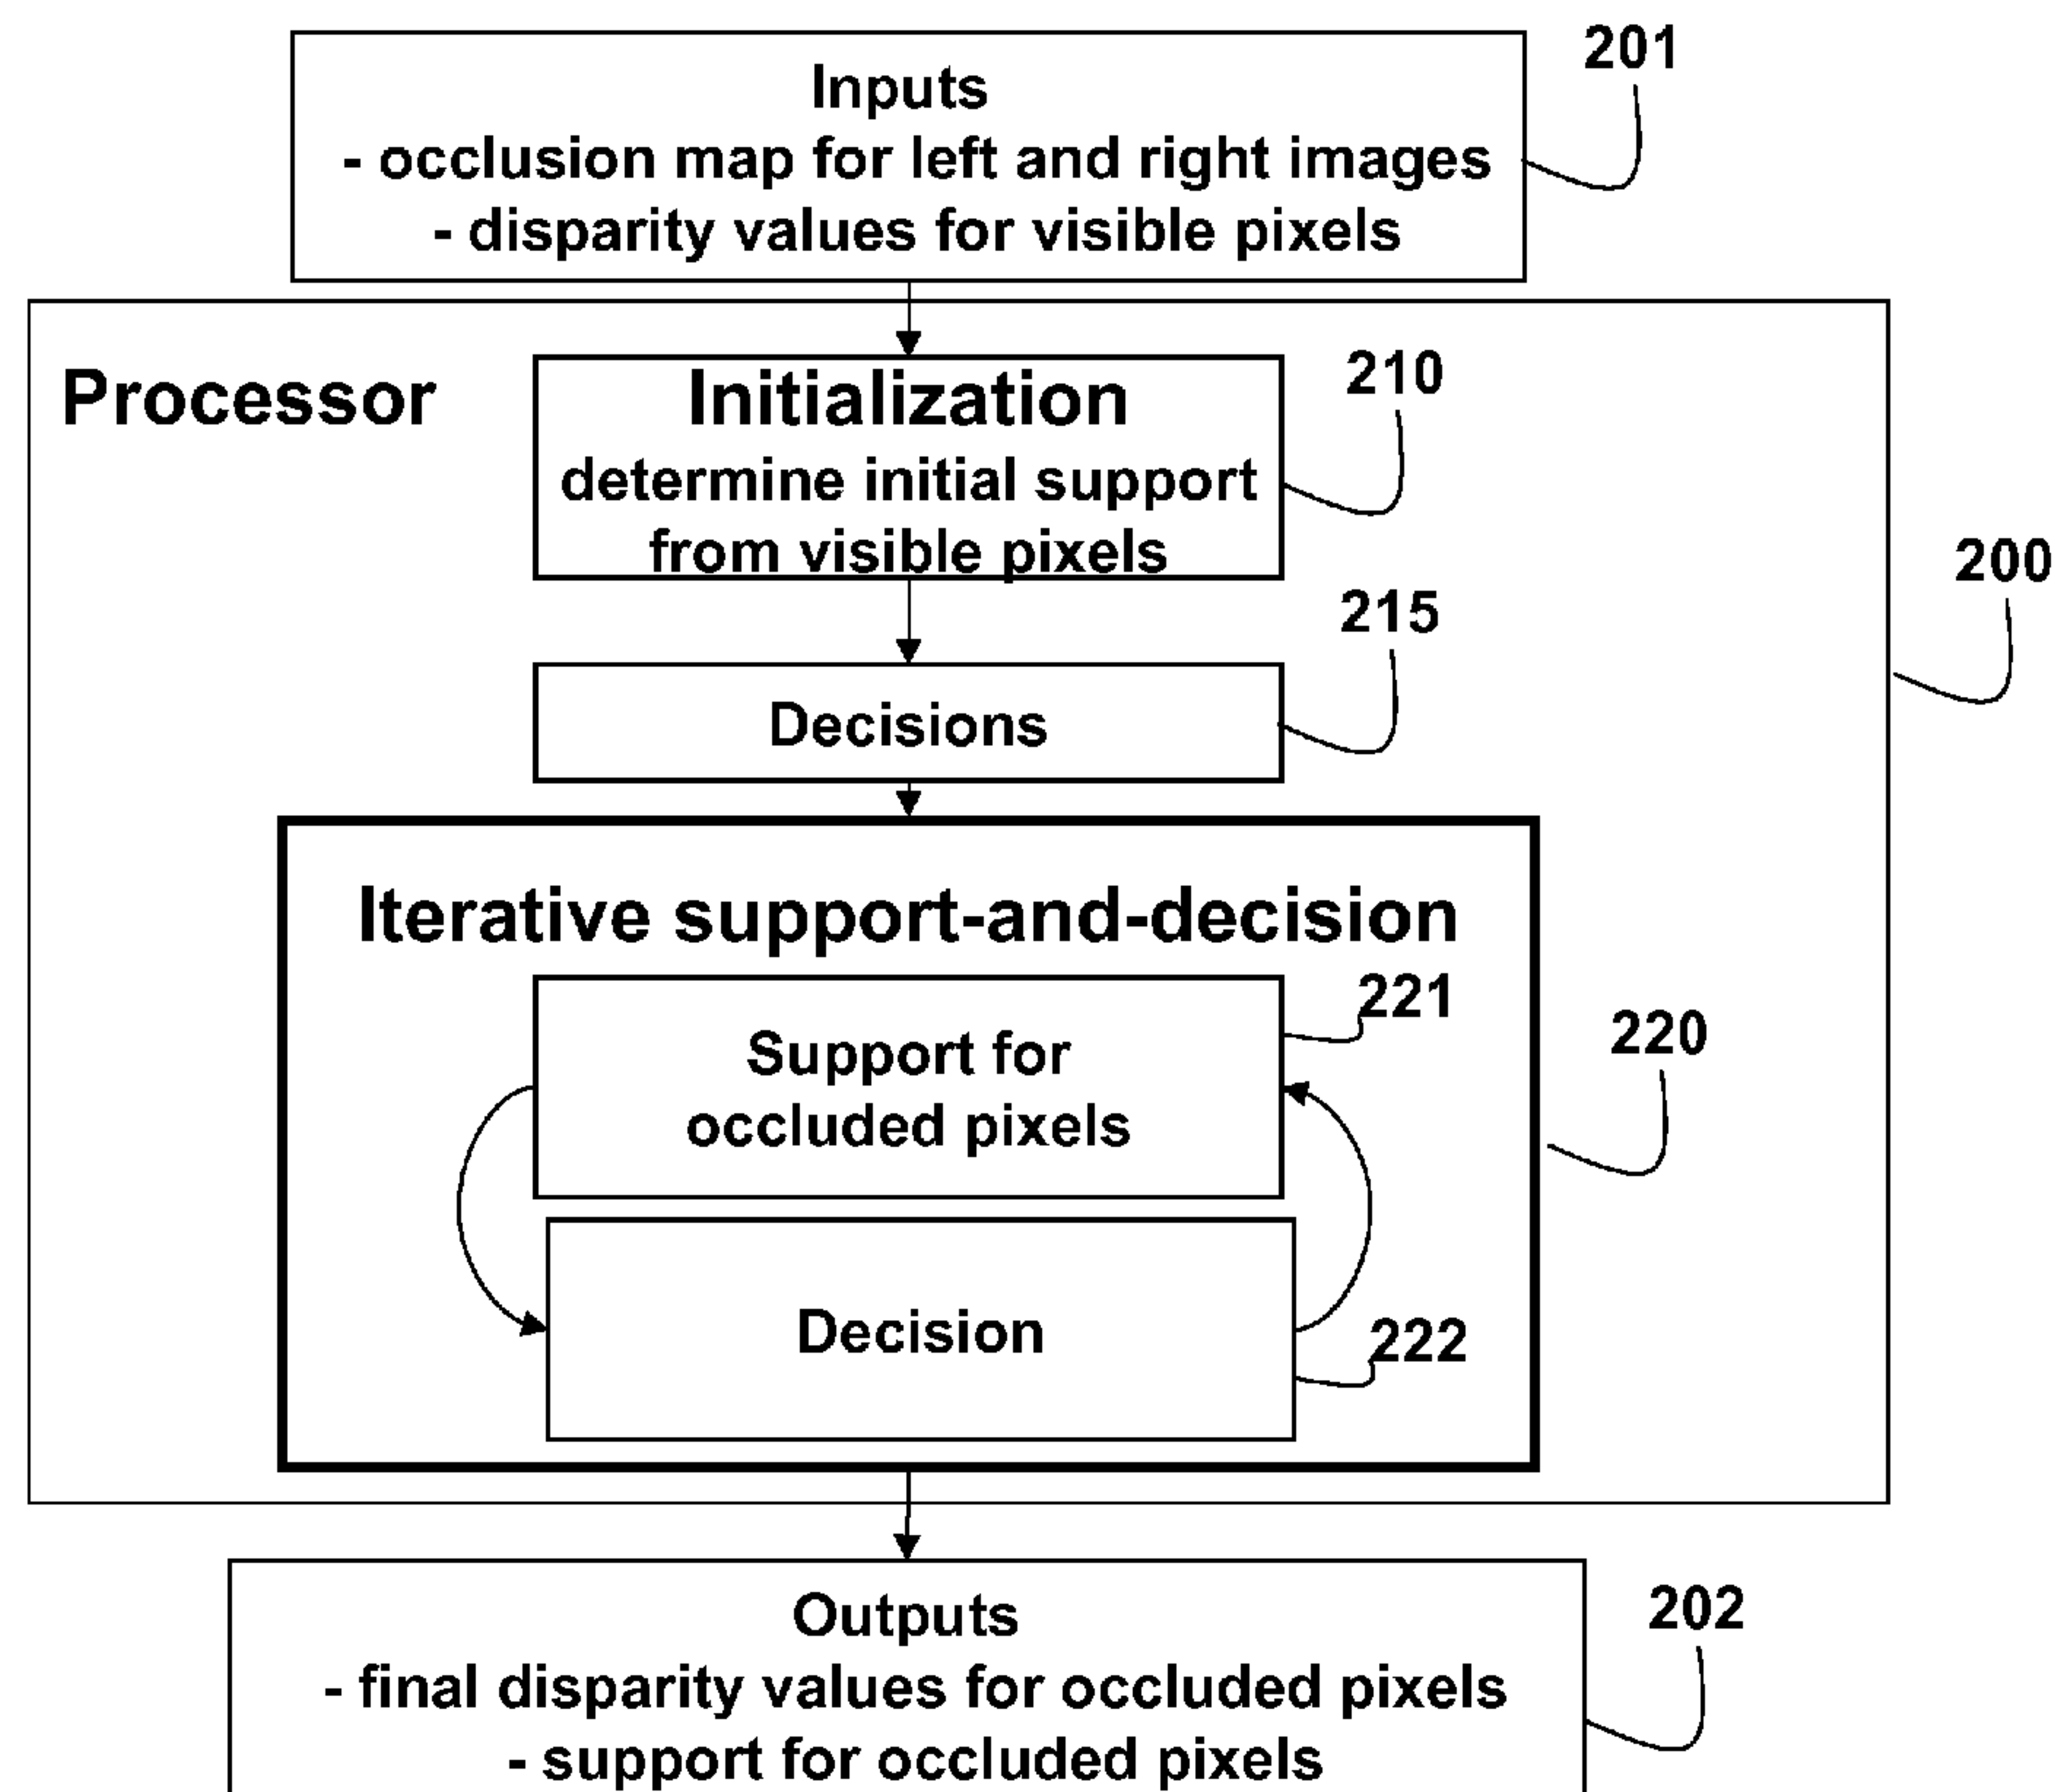 201
Inputs
- occlusion map for left and right images
- disparity values for visible pixels
Processor
Initialization
210
determine initial support
from visible pixels
200
215
Decisions
Iterative support-and-decision
221
Support for
occluded pixels
220
Decision
222
Outputs
202
- final disparity values for occluded pixels
- support for occluded pixels